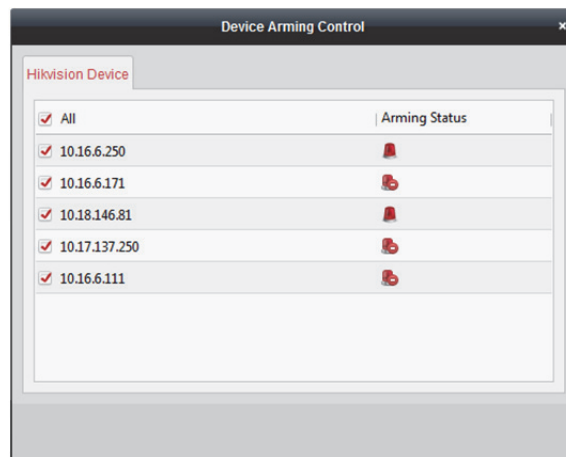 Device Arming Control ×
Hikvision Device
All Arming Status
10.16.6.250
10.16.6.171
10.18.146.81
10.17.137.250
10.16.6.111